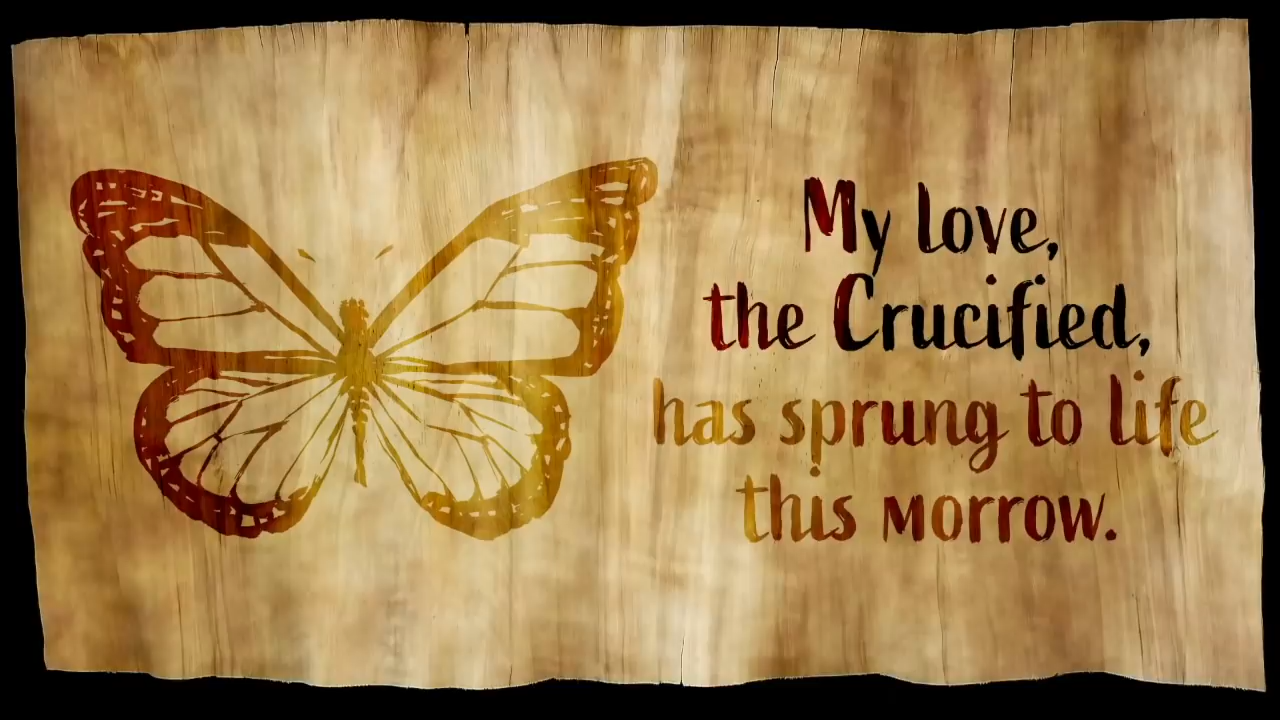 My love,
the Crucified,
has sprung to life
this morrow.